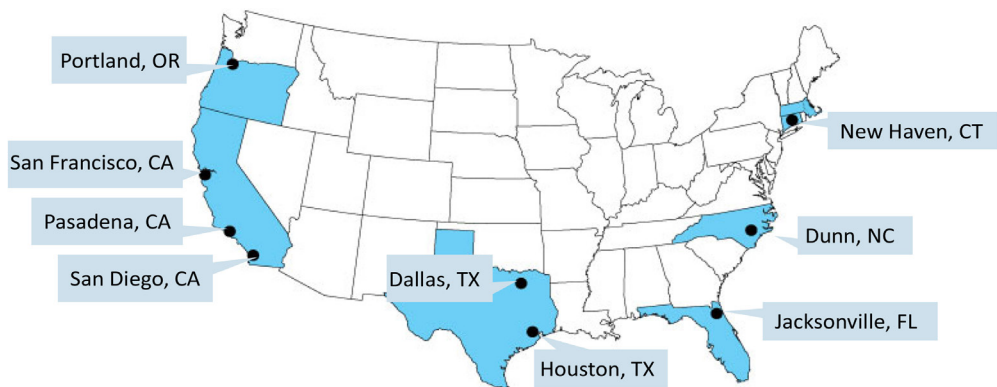 Portland, OR
San Francisco, CA
Pasadena, CA
San Diego, CA
Dallas, TX
Houston, TX
New Haven, CT
Dunn, NC
Jacksonville, FL